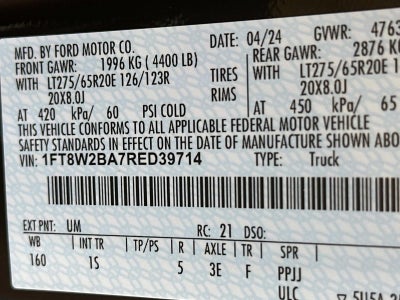 MFD. BY FORD MOTOR CO. DATE: 04/24 GVWR: 4763
FRONT GAWR: 1996 KG ( 4400 LB) REAR GAWR: 2876 K
WITH LT275/65R20E 126/123R TIRES WITH LT275/65R20E 12
20X8.0J RIMS 20X8.0J
AT 420 kPa/ 60 PSI COLD AT 450 kPa/ 65
THIS VEHICLE CONFORMS TO ALL APPLICABLE FEDERAL MOTOR VEHICLE
SAFETY STANDARDS IN EFFECT ON THE DATE OF MANUFACTURE SHOWN ABO
VIN: 1FT8W2BA7RED39714 TYPE: Truck
EXT PNT: UM RC: 21 DSO:
WB INT TR TP/PS R AXLE TR SPR
160 1S 5 3E F PPJJ
ULC